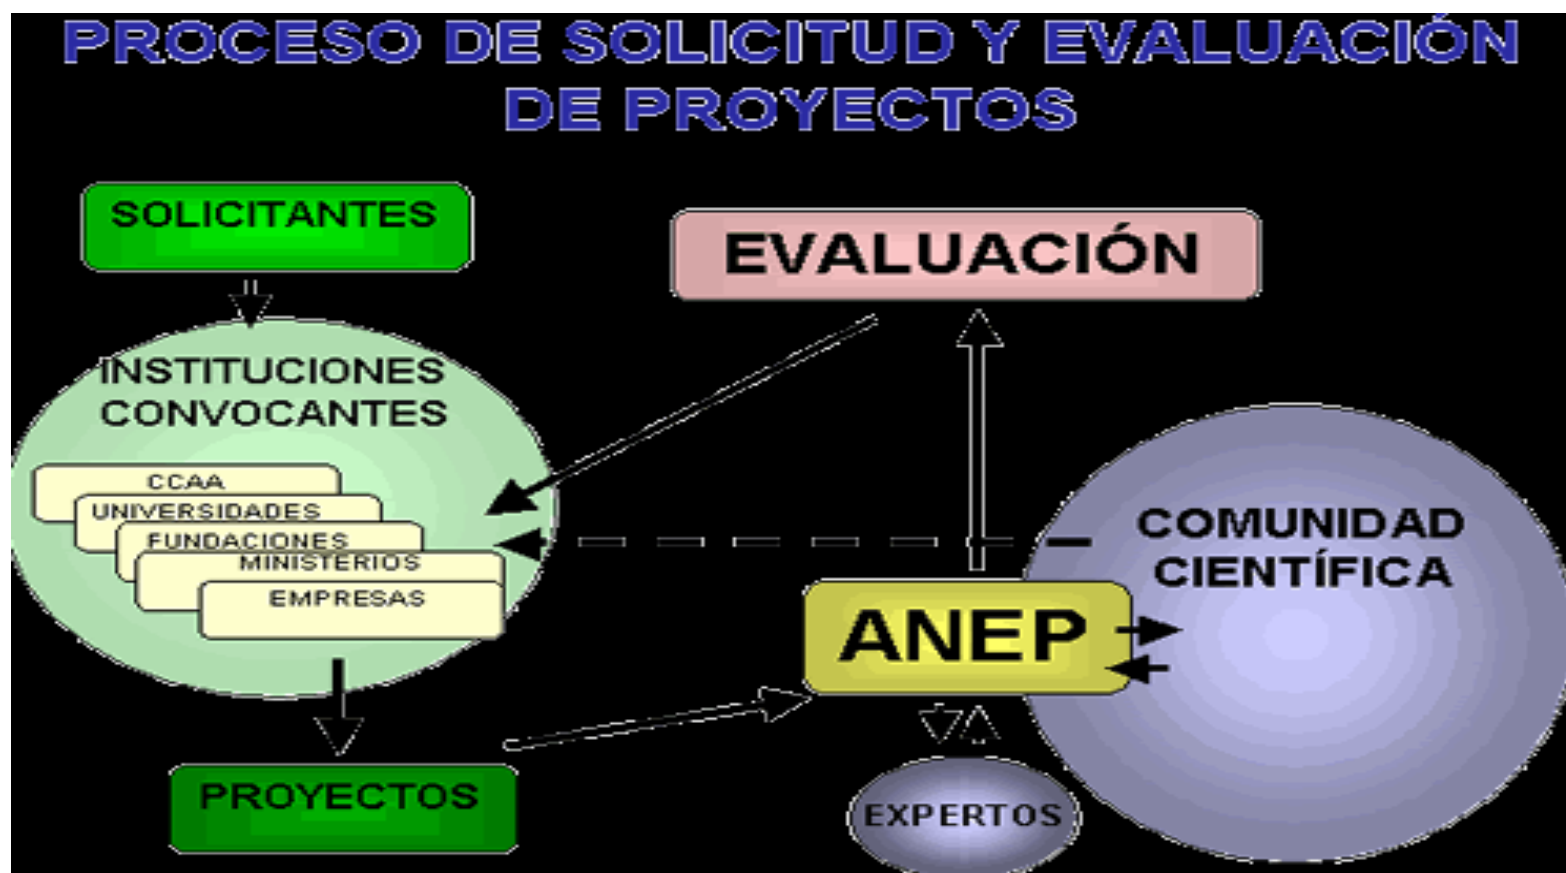 PROCESO DE SOLICITUD Y EVALUACIÓN
DE PROYECTOS
SOLICITANTES
EVALUACIÓN
INSTITUCIONES
CONVOCANTES
CCAA
UNIVERSIDADES
FUNDACIONES
MINISTERIOS
EMPRESAS
COMUNIDAD
CIENTÍFICA
ANEP
PROYECTOS
EXPERTOS